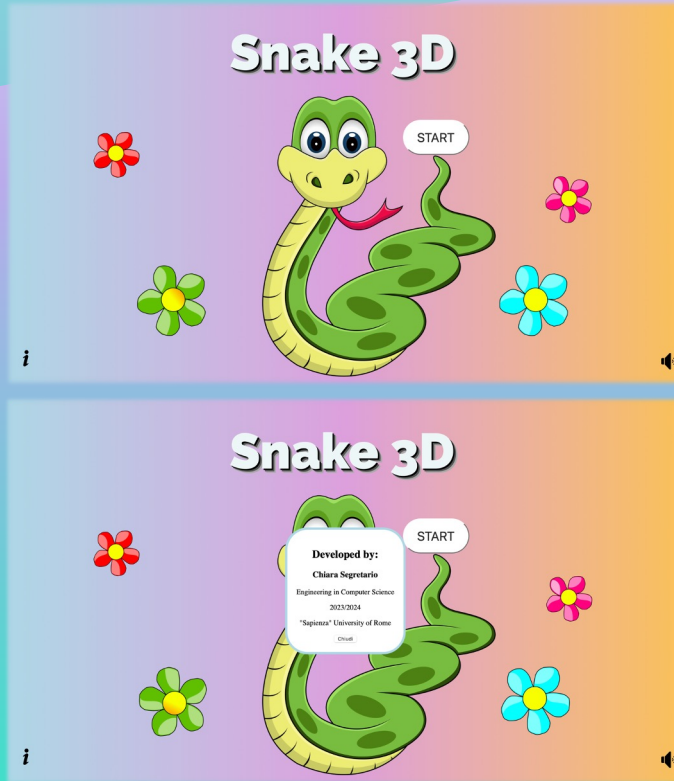 Snake 3D
START
i
Snake 3D
START
Developed by:
Chiara Segretario
Engineering in Computer Science
2023/2024
"Sapienza" University of Rome
Chiudi
i